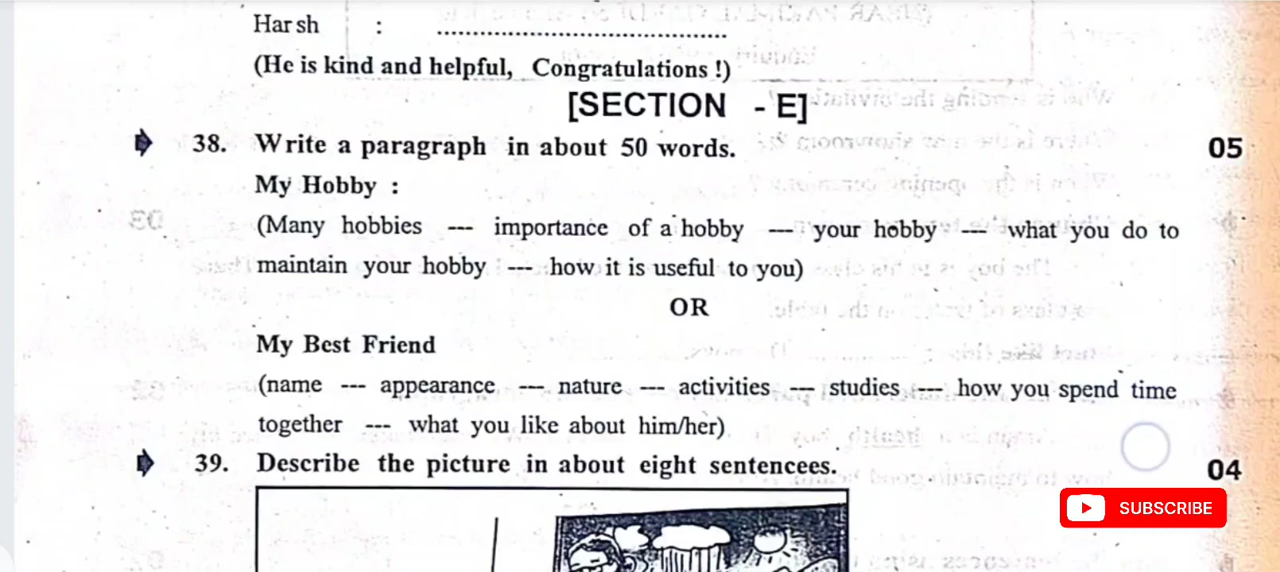 Harsh : ........................................
(He is kind and helpful, Congratulations !)
[SECTION - E]
38. Write a paragraph in about 50 words. 05
My Hobby :
(Many hobbies --- importance of a hobby --- your hobby --- what you do to
maintain your hobby --- how it is useful to you)
OR
My Best Friend
(name --- appearance --- nature --- activities --- studies --- how you spend time
together --- what you like about him/her)
39. Describe the picture in about eight sentencees. 04
SUBSCRIBE